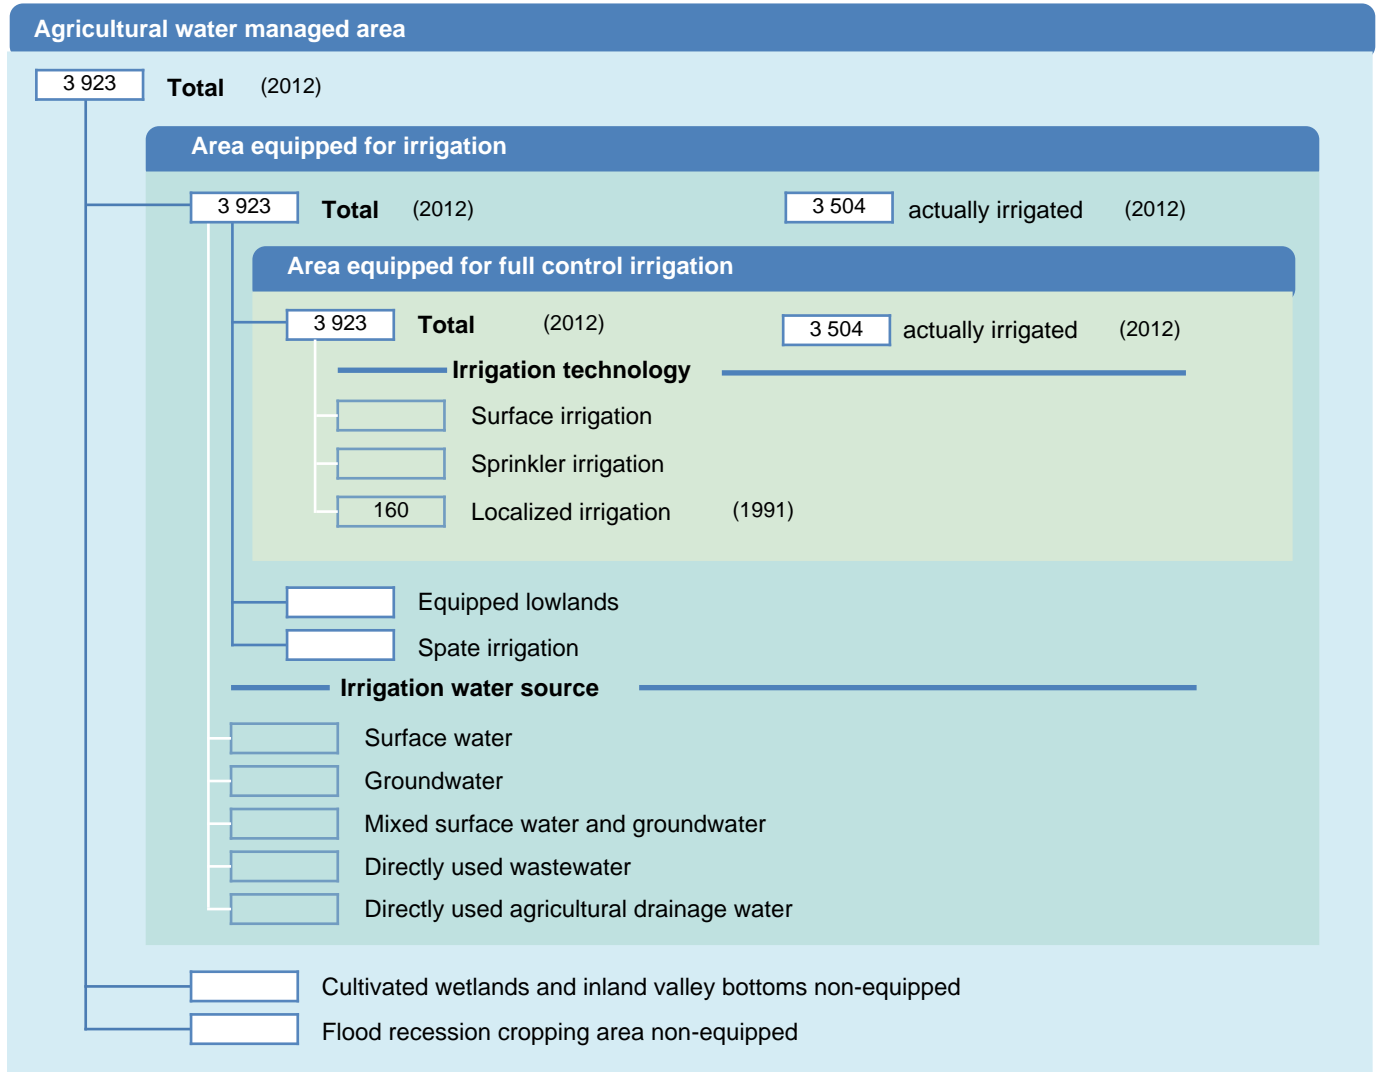 Agricultural water managed area
3 923 Total (2012)
Area equipped for irrigation
3 923 Total (2012) 3 504 actually irrigated (2012)
Area equipped for full control irrigation
3 923 Total (2012) 3 504 actually irrigated (2012)
Irrigation technology
Surface irrigation
Sprinkler irrigation
160 Localized irrigation (1991)
Equipped lowlands
Spate irrigation
Irrigation water source
Surface water
Groundwater
Mixed surface water and groundwater
Directly used wastewater
Directly used agricultural drainage water
Cultivated wetlands and inland valley bottoms non-equipped
Flood recession cropping area non-equipped